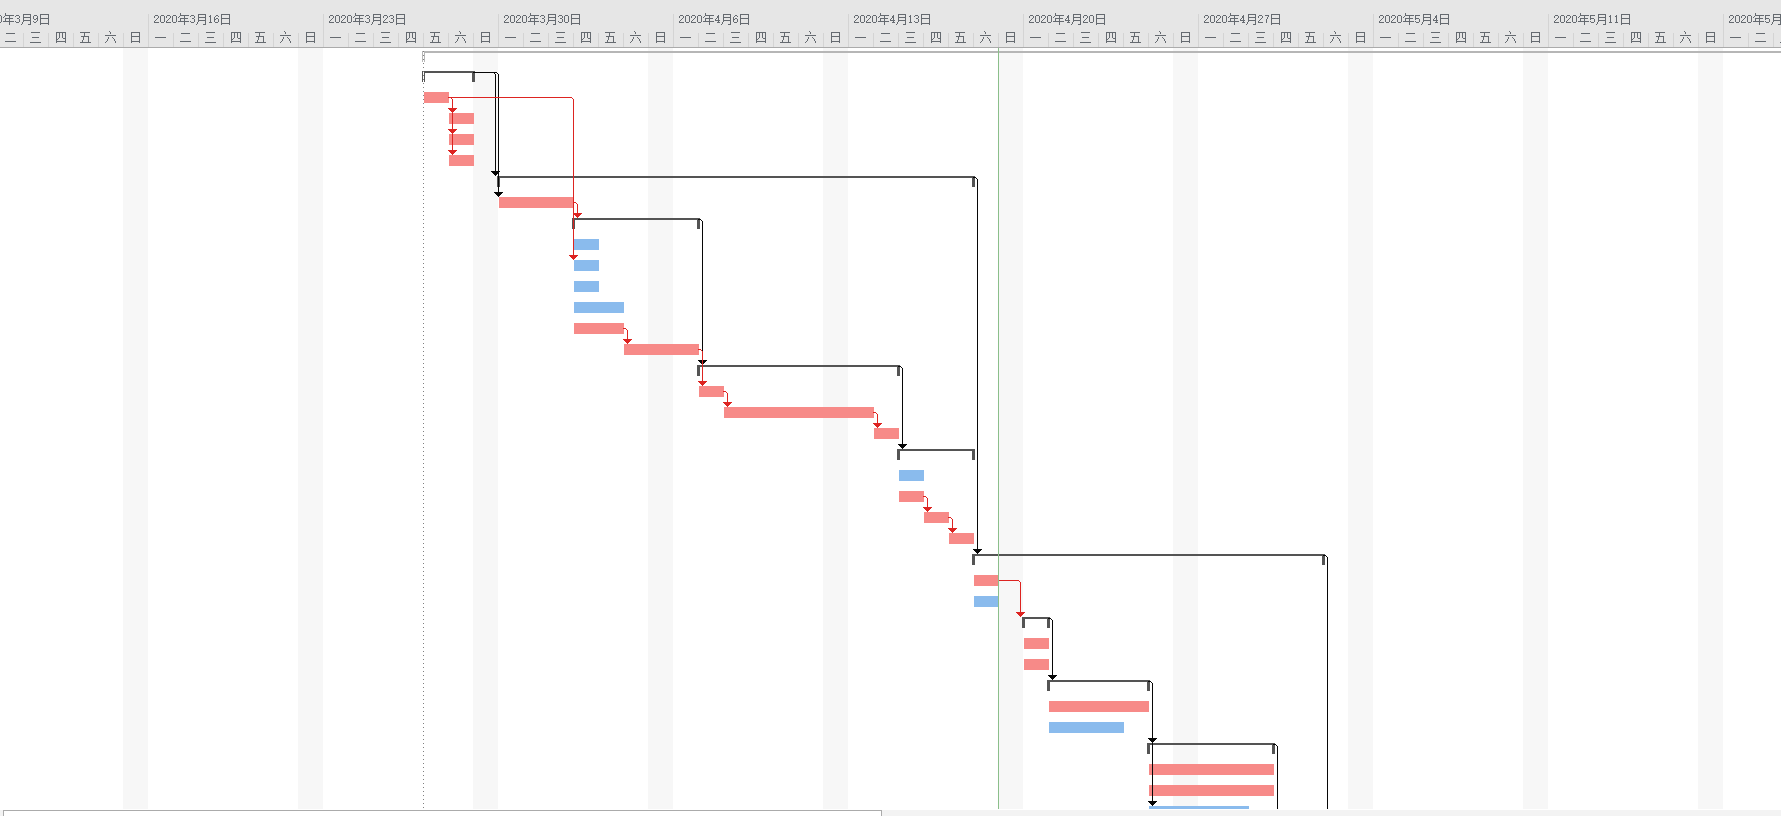 0年3月9日 2020年3月16日 2020年3月23日 2020年3月30日 2020年4月6日 2020年4月13日 2020年4月20日 2020年4月27日 2020年5月4日 2020年5月11日 2020年5月
二 三 四 五 六 日 一 二 三 四 五 六 日 一 二 三 四 五 六 日 一 二 三 四 五 六 日 一 二 三 四 五 六 日 一 二 三 四 五 六 日 一 二 三 四 五 六 日 一 二 三 四 五 六 日 一 二 三 四 五 六 日 一 二 三 四 五 六 日 一 二